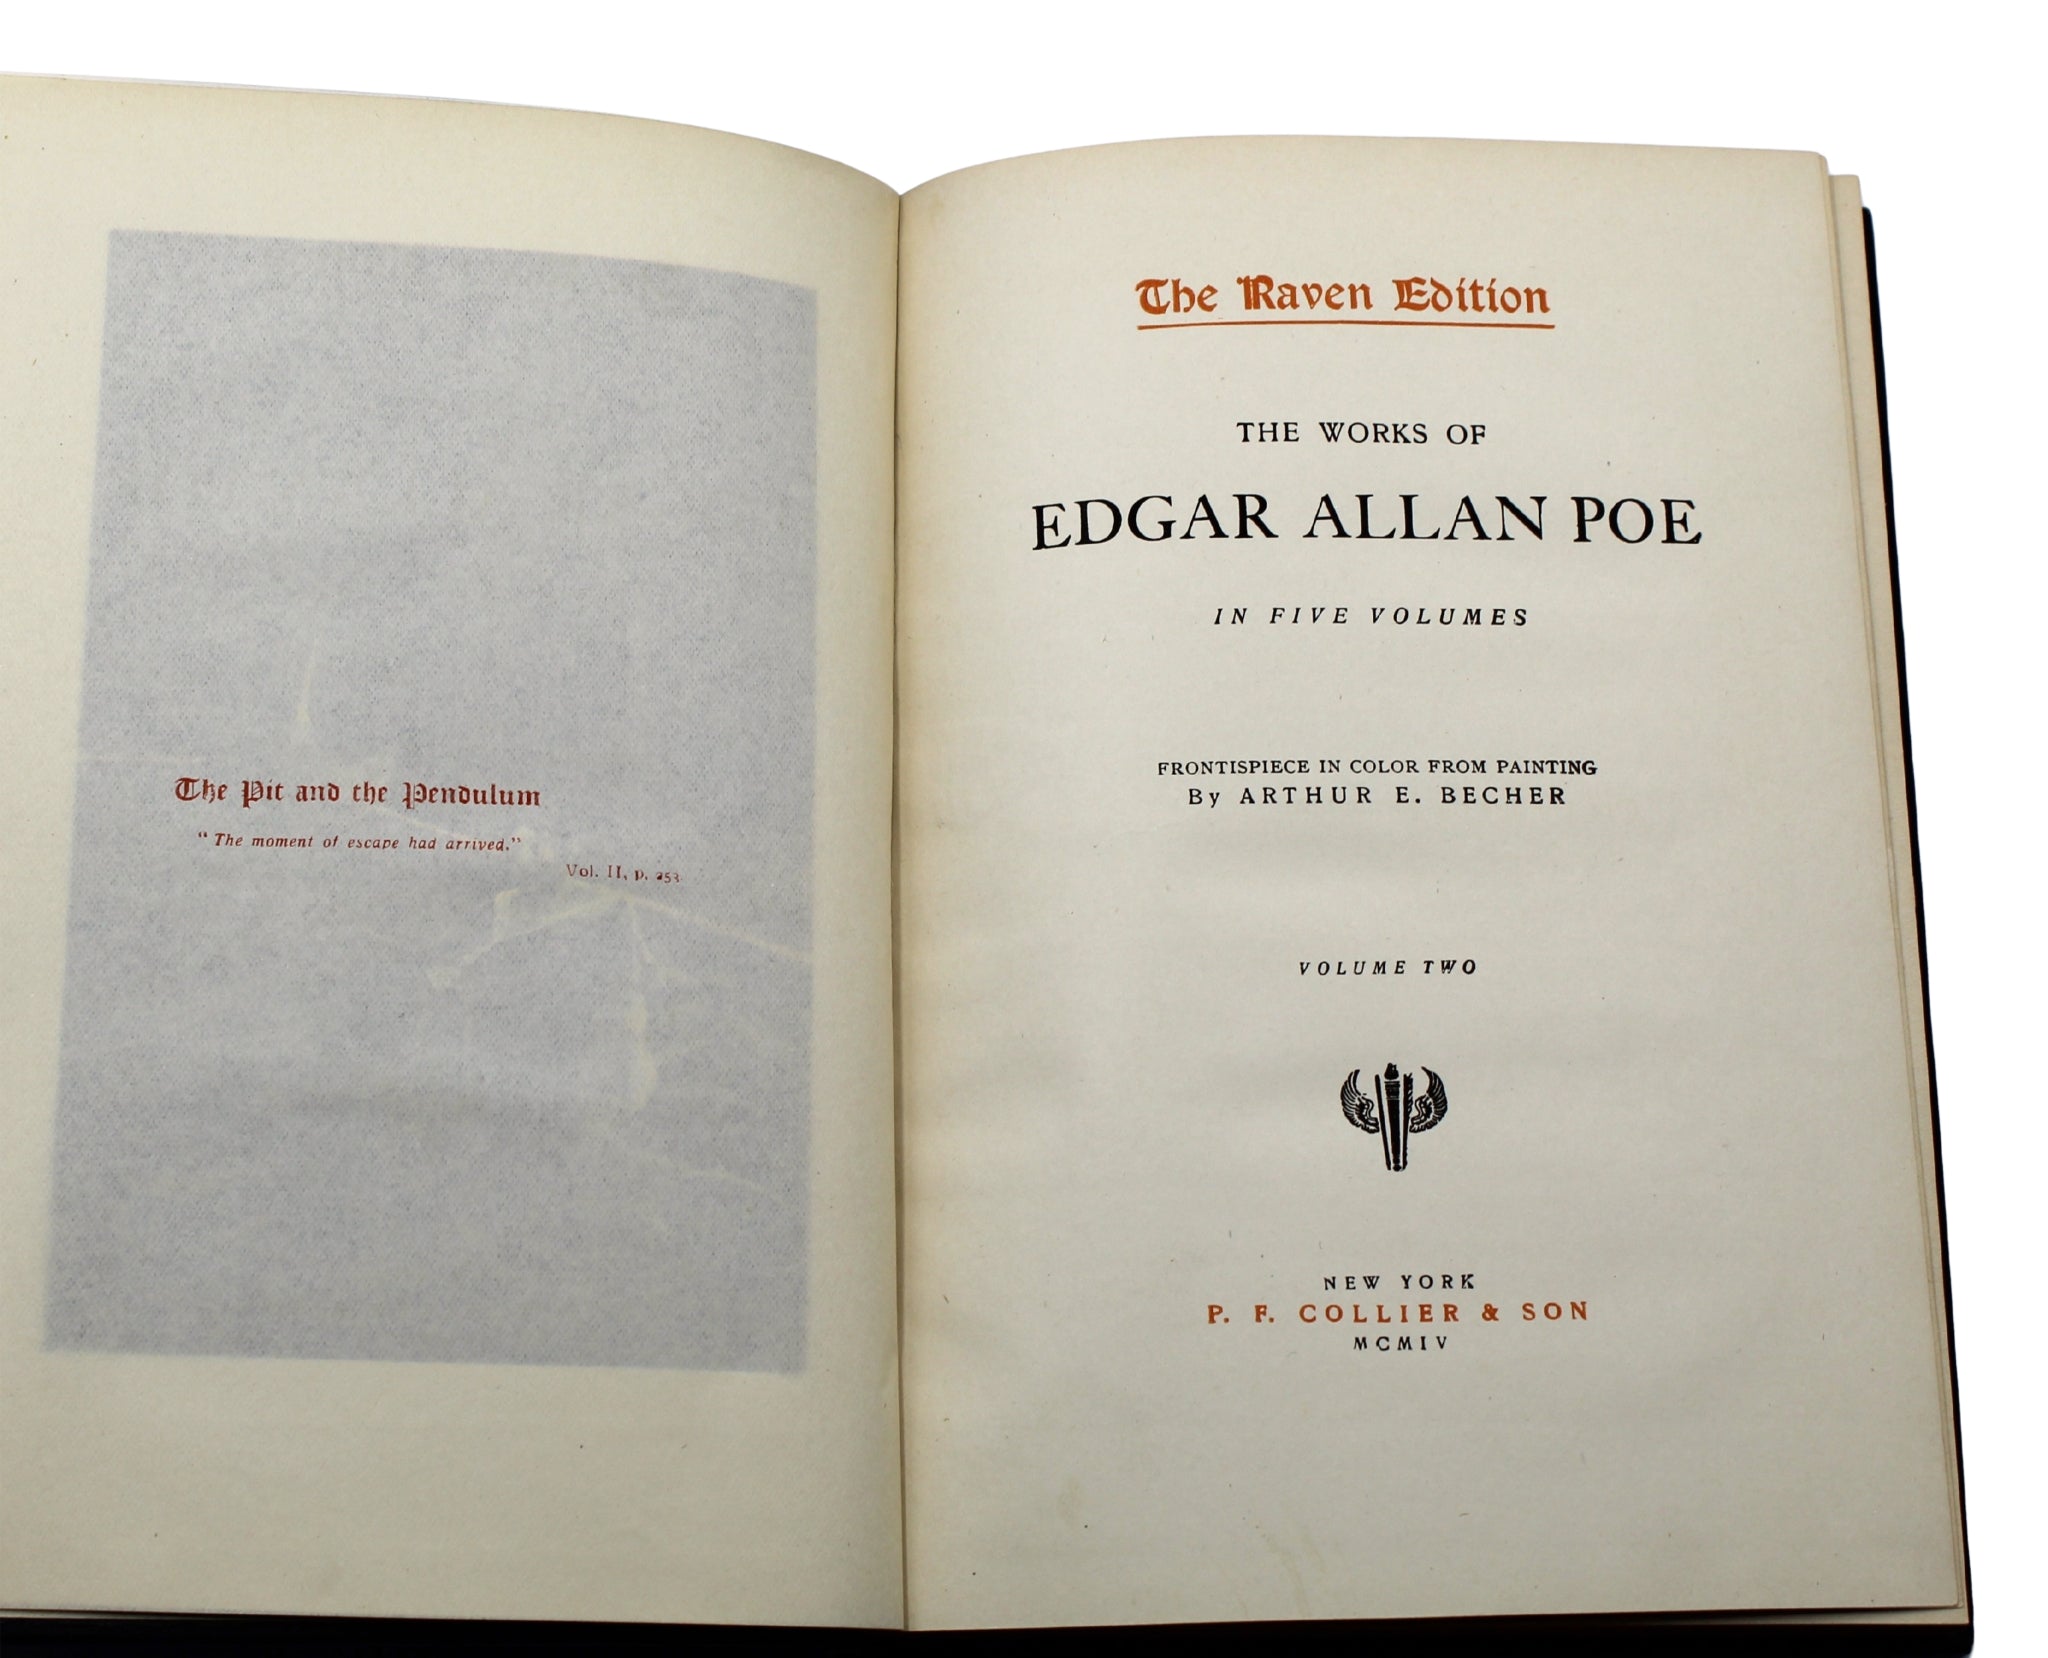 The Pit and the Pendulum
“The moment of escape had arrived.”
Vol. II, p. 253
The Raven Edition
THE WORKS OF
EDGAR ALLAN POE
IN FIVE VOLUMES
FRONTISPIECE IN COLOR FROM PAINTING
By ARTHUR E. BECHER
VOLUME TWO
NEW YORK
P. F. COLLIER & SON
MCMIV